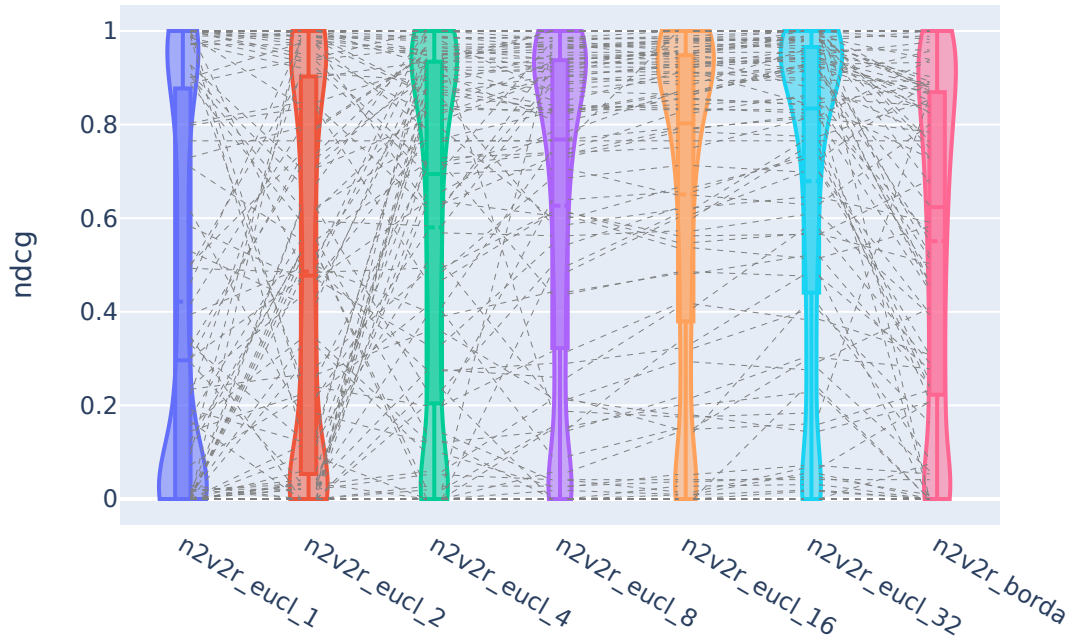 1
0.8
0.6
0.4
0.2
0
ndcg
n2v2r_eucl_1
n2v2r_eucl_2
n2v2r_eucl_4
n2v2r_eucl_8
n2v2r_eucl_16
n2v2r_eucl_32
n2v2r_borda